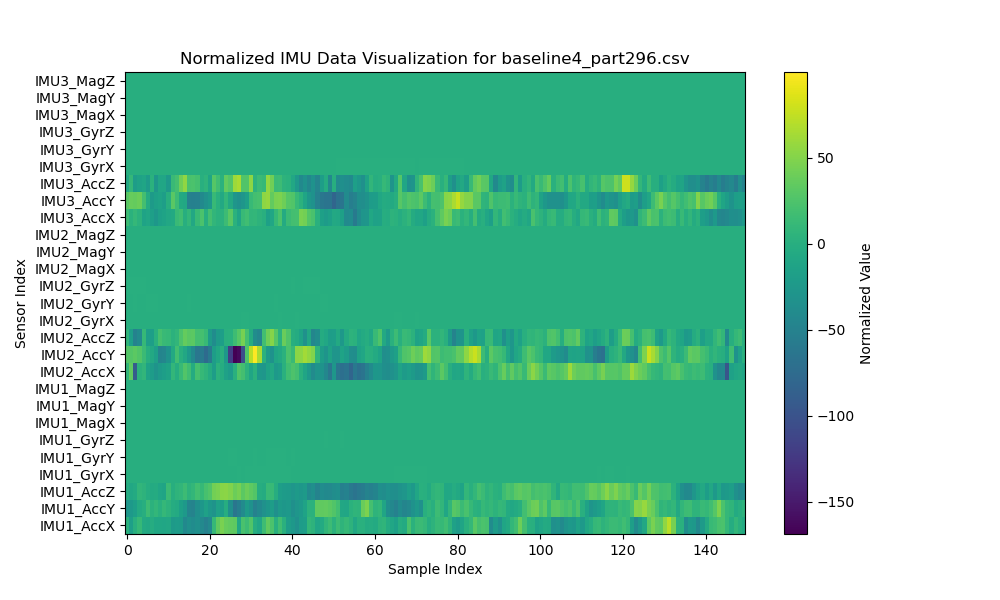 Normalized IMU Data Visualization for baseline4_part296.csv
IMU3_MagZ
IMU3_MagY
IMU3_MagX
IMU3_GyrZ
IMU3_GyrY
IMU3_GyrX
IMU3_AccZ
IMU3_AccY
IMU3_AccX
IMU2_MagZ
IMU2_MagY
IMU2_MagX
IMU2_GyrZ
IMU2_GyrY
IMU2_GyrX
IMU2_AccZ
IMU2_AccY
IMU2_AccX
IMU1_MagZ
IMU1_MagY
IMU1_MagX
IMU1_GyrZ
IMU1_GyrY
IMU1_GyrX
IMU1_AccZ
IMU1_AccY
IMU1_AccX
Sensor Index
0 20 40 60 80 100 120 140
Sample Index
50
0
−50
−100
−150
Normalized Value